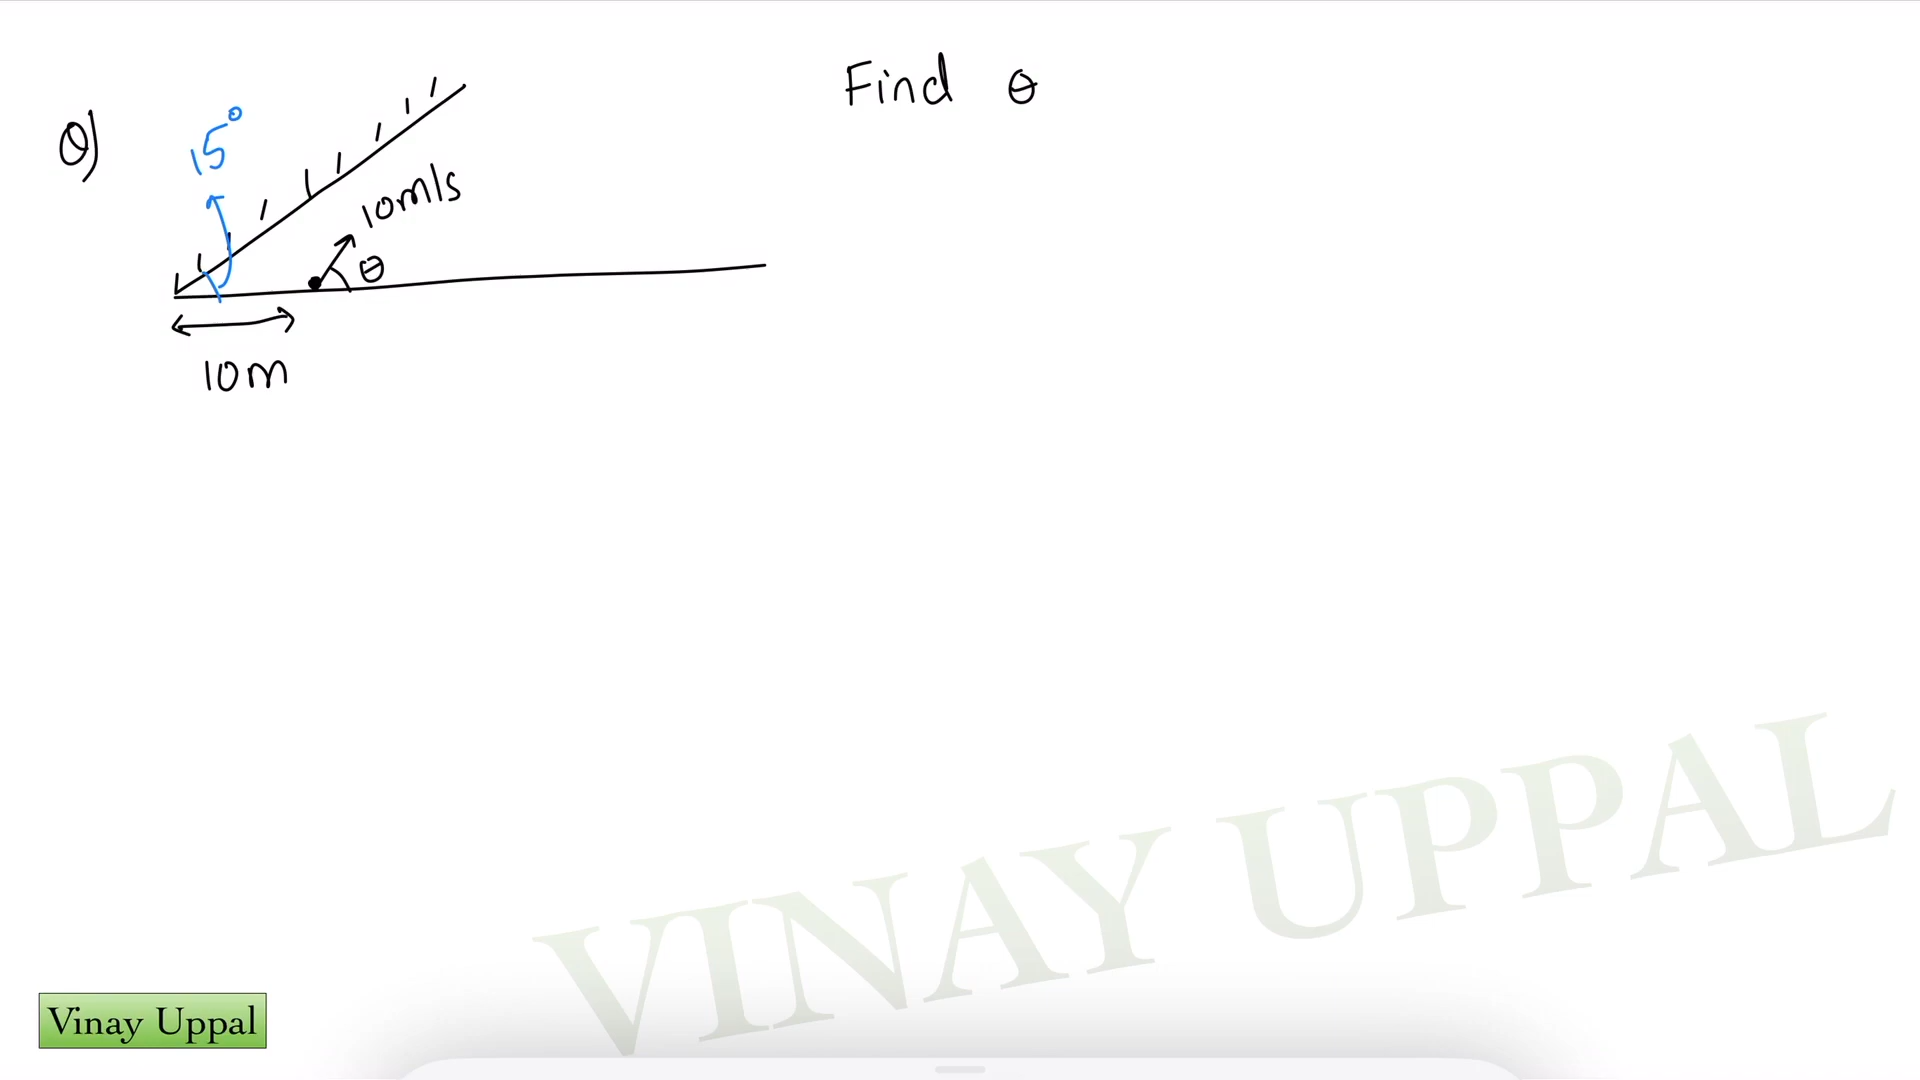 Q)
15°
10m/s
θ
10m
Find θ
VINAY UPPAL
Vinay Uppal